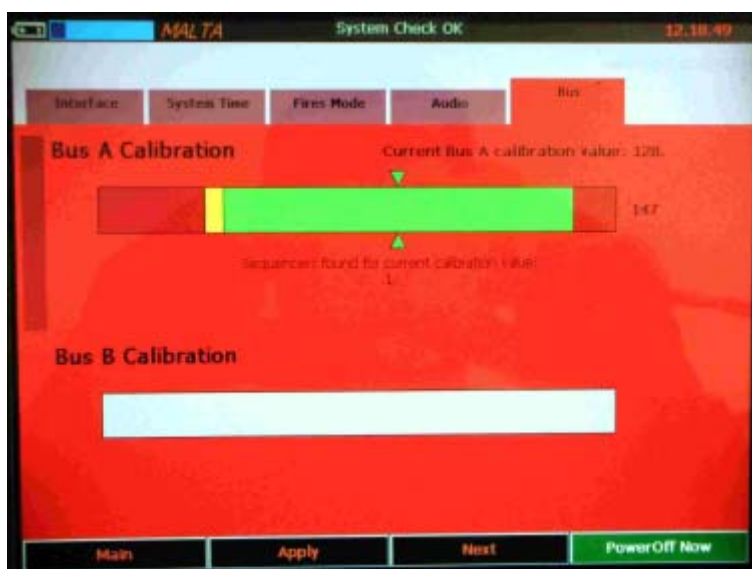 MALTA
System Check OK
12.18.49
Interface
System Time
Fires Mode
Audio
Bus
Bus A Calibration
Current Bus A calibration value: 128.
147
Sequencers found for current calibration value:
1.
Bus B Calibration
Main
Apply
Next
PowerOff Now